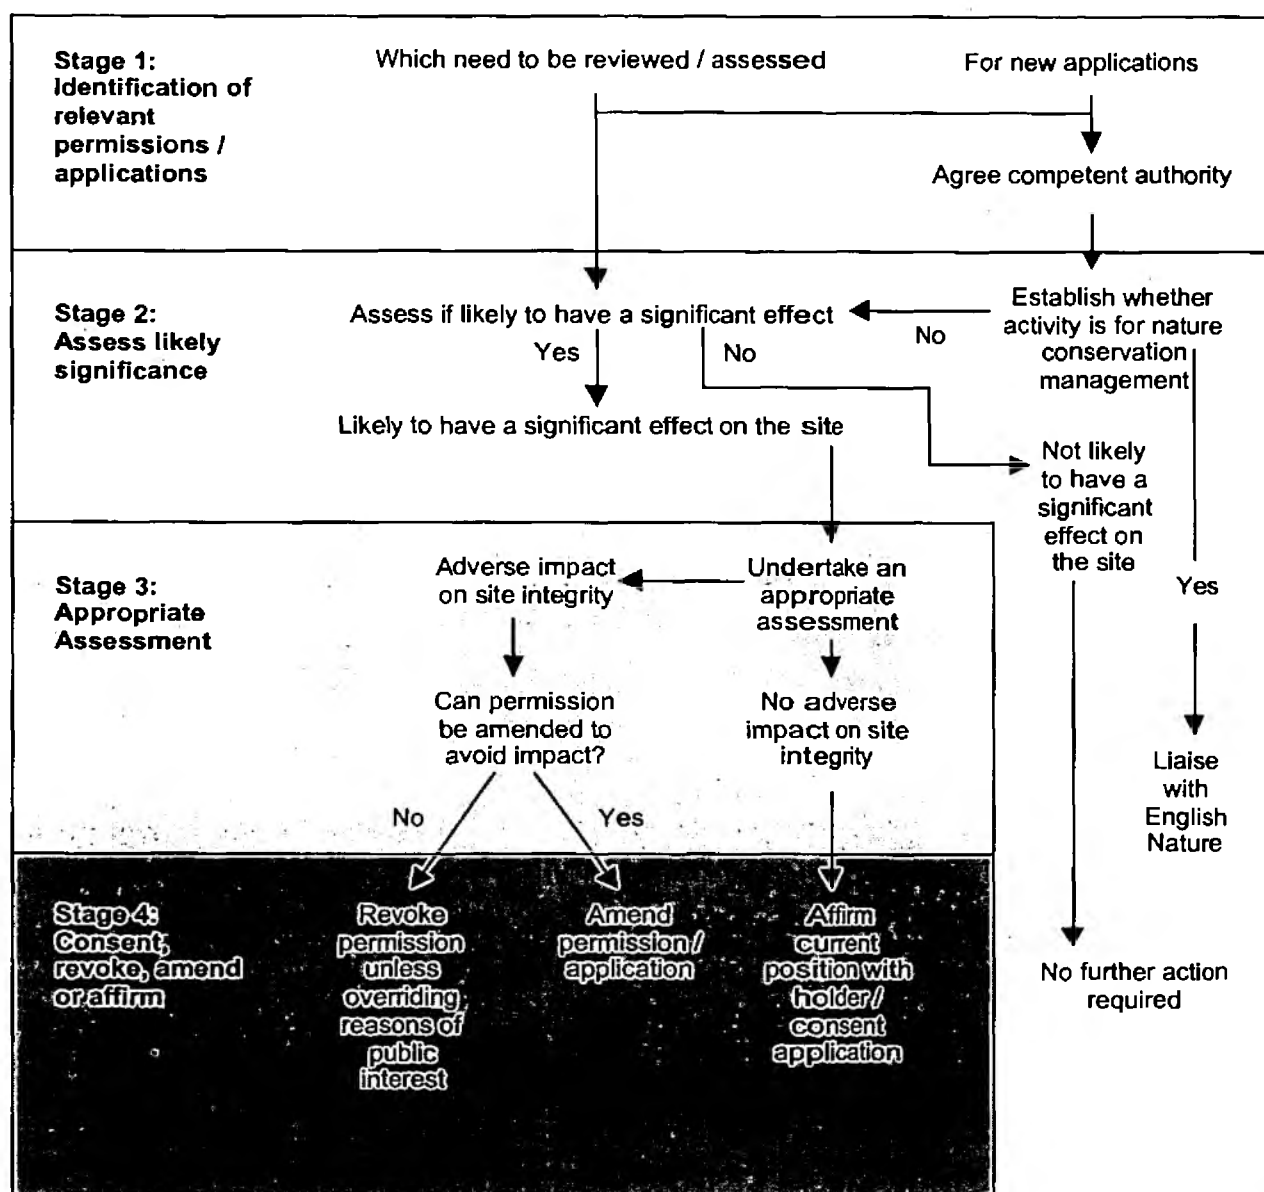 Stage 1:
Identification of
relevant
permissions /
applications
Which need to be reviewed / assessed
For new applications
Agree competent authority
Stage 2:
Assess likely
significance
Assess if likely to have a significant effect
No
Establish whether
activity is for nature
conservation
management
Yes
No
Likely to have a significant effect on the site
Not likely
to have a
significant
effect on
the site
Yes
Stage 3:
Appropriate
Assessment
Adverse impact
on site integrity
Undertake an
appropriate
assessment
Can permission
be amended to
avoid impact?
No adverse
impact on site
integrity
No
Yes
Liaise
with
English
Nature
Stage 4:
Consent,
revoke, amend
or affirm
Revoke
permission
unless
overriding
reasons of
public
interest
Amend
permission /
application
Affirm
current
position with
holder /
consent
application
No further action
required